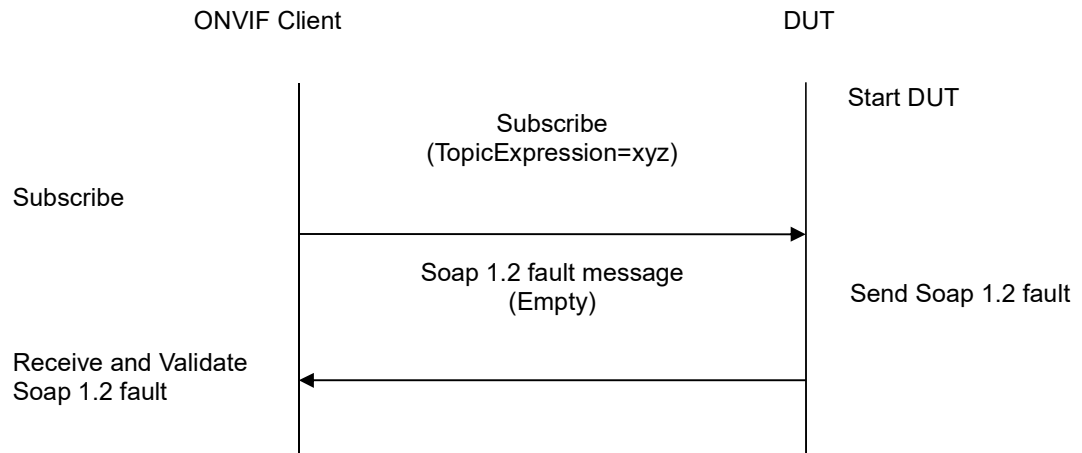 ONVIF Client
DUT
Start DUT
Subscribe
(TopicExpression=xyz)
Subscribe
Soap 1.2 fault message
(Empty)
Send Soap 1.2 fault
Receive and Validate
Soap 1.2 fault